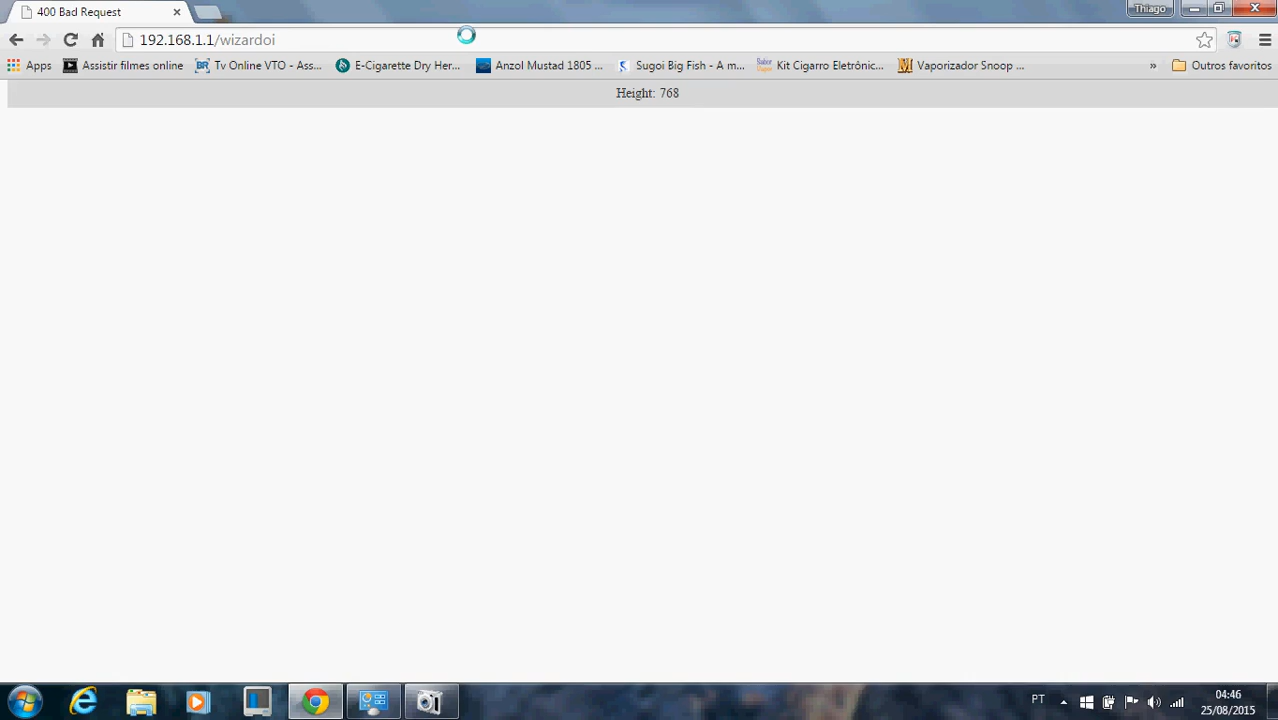 400 Bad Request
Thiago
192.168.1.1/wizardoi
Apps
Assistir filmes online
BR Tv Online VTO - Ass...
E-Cigarette Dry Her...
Anzol Mustad 1805 ...
Sugoi Big Fish - A m...
Kit Cigarro Eletrônic...
Vaporizador Snoop ...
»
Outros favoritos
Height: 768
PT
04:46
25/08/2015